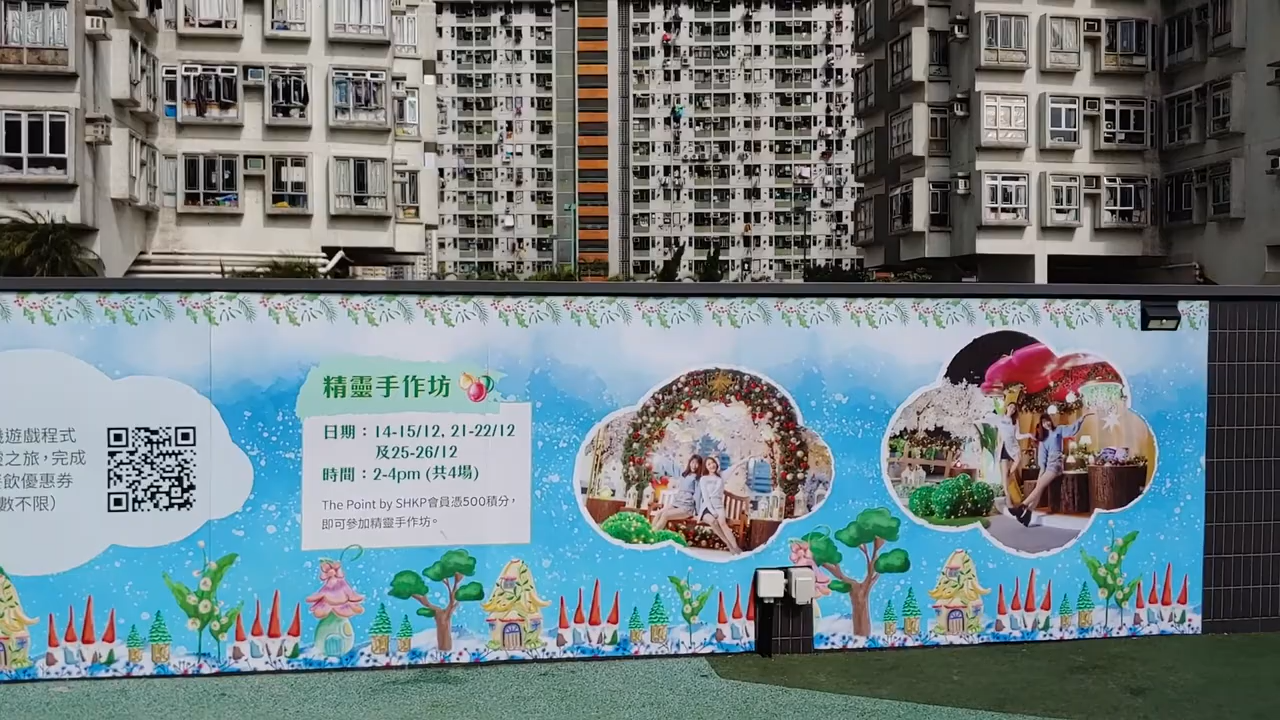 遊戲程式
之旅，完成
飲優惠券
數不限）
精靈手作坊
日期：14-15/12, 21-22/12
及25-26/12
時間：2-4pm (共4場)
The Point by SHKP會員憑500積分，
即可參加精靈手作坊。